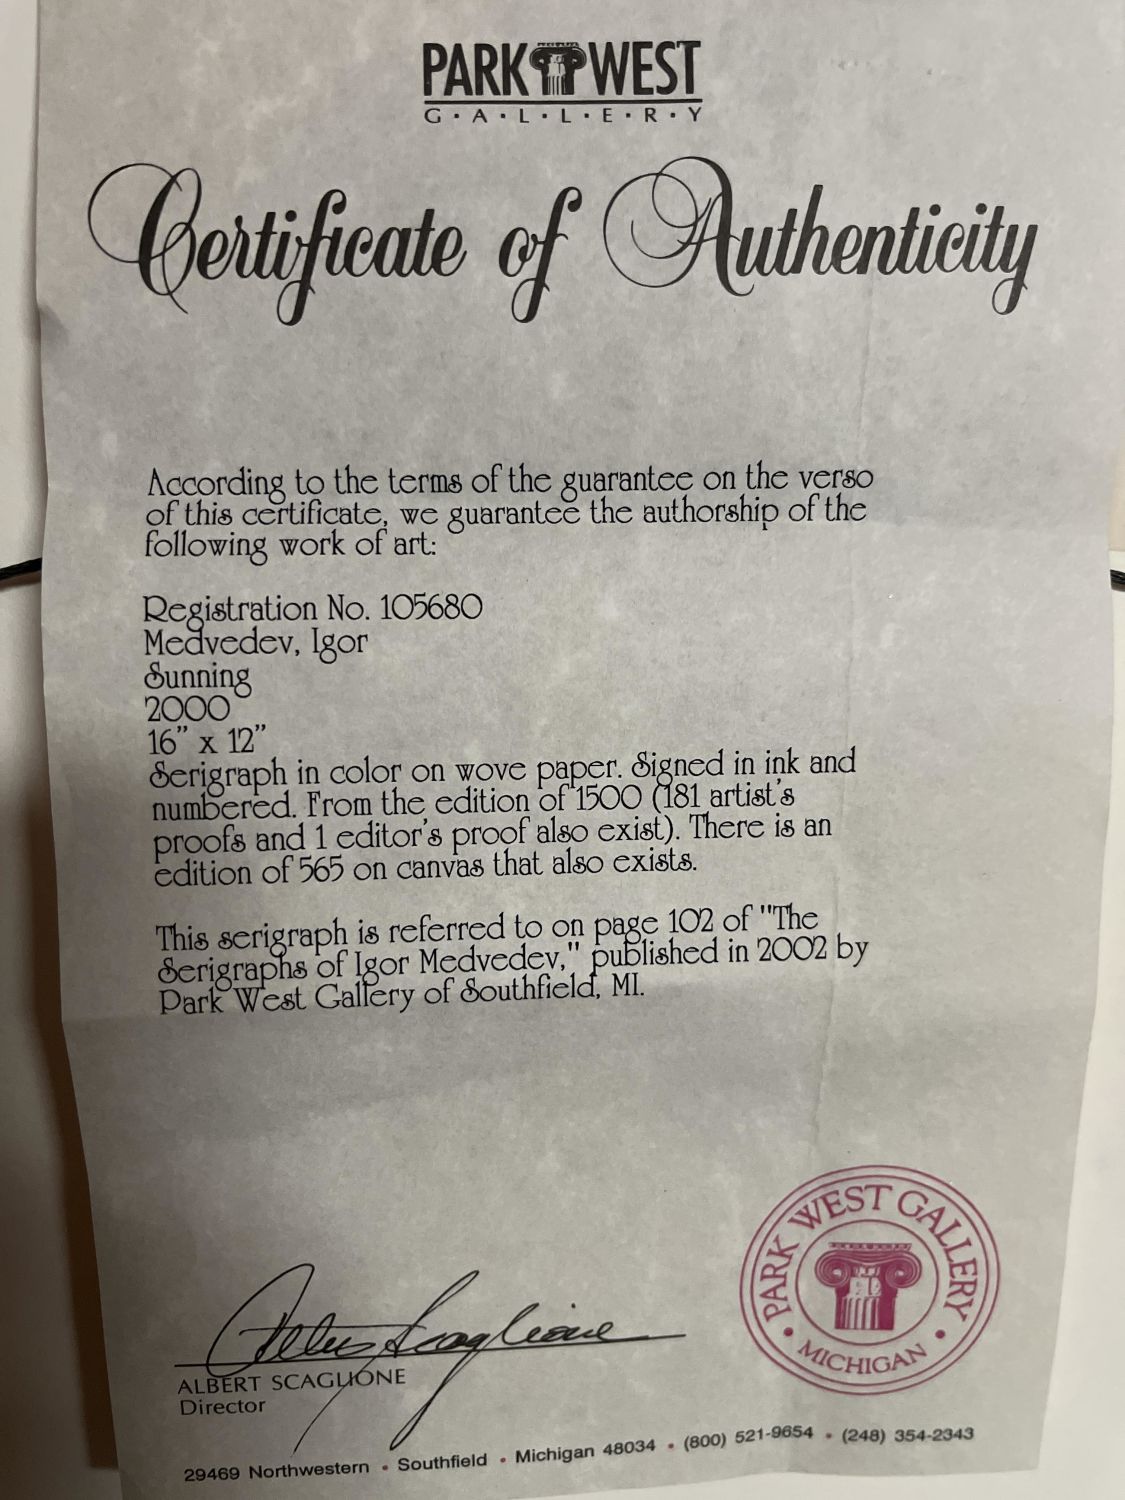 PARK WEST
G·A·L·L·E·R·Y
Certificate of Authenticity
According to the terms of the guarantee on the verso
of this certificate, we guarantee the authorship of the
following work of art:
Registration No. 105680
Medvedev, Igor
Sunning
2000
16” x 12”
Serigraph in color on wove paper. Signed in ink and
numbered. From the edition of 1500 (181 artist's
proofs and 1 editor's proof also exist). There is an
edition of 565 on canvas that also exists.
This serigraph is referred to on page 102 of "The
Serigraphs of Igor Medvedev," published in 2002 by
Park West Gallery of Southfield, MI.
PARK WEST GALLERY
• MICHIGAN •
Albert Scaglione
ALBERT SCAGLIONE
Director
29469 Northwestern • Southfield • Michigan 48034 • (800) 521-9654 • (248) 354-2343